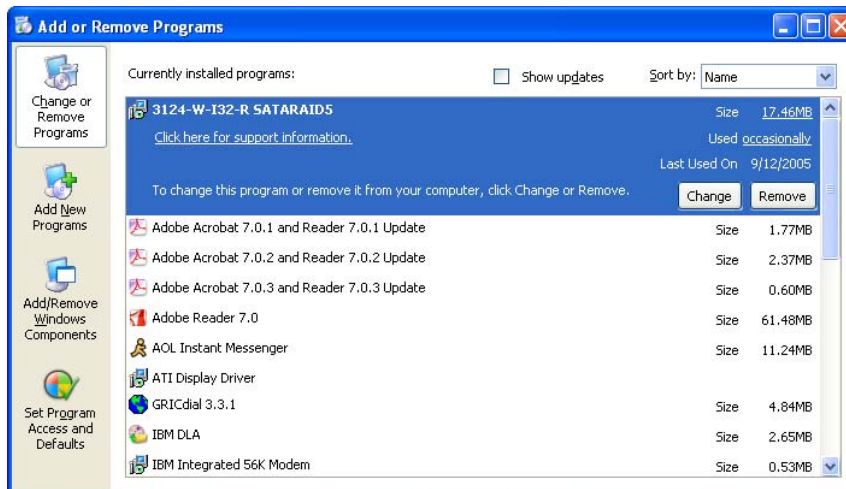 Add or Remove Programs
Change or
Remove
Programs
Add New
Programs
Add/Remove
Windows
Components
Set Program
Access and
Defaults
Currently installed programs:
Show updates
Sort by: Name
3124-W-I32-R SATARAID5 Size 17.46MB
Click here for support information. Used occasionally
Last Used On 9/12/2005
To change this program or remove it from your computer, click Change or Remove. Change Remove
Adobe Acrobat 7.0.1 and Reader 7.0.1 Update Size 1.77MB
Adobe Acrobat 7.0.2 and Reader 7.0.2 Update Size 2.37MB
Adobe Acrobat 7.0.3 and Reader 7.0.3 Update Size 0.60MB
Adobe Reader 7.0 Size 61.48MB
AOL Instant Messenger Size 11.24MB
ATI Display Driver
GRICdial 3.3.1 Size 4.84MB
IBM DLA Size 2.65MB
IBM Integrated 56K Modem Size 0.53MB